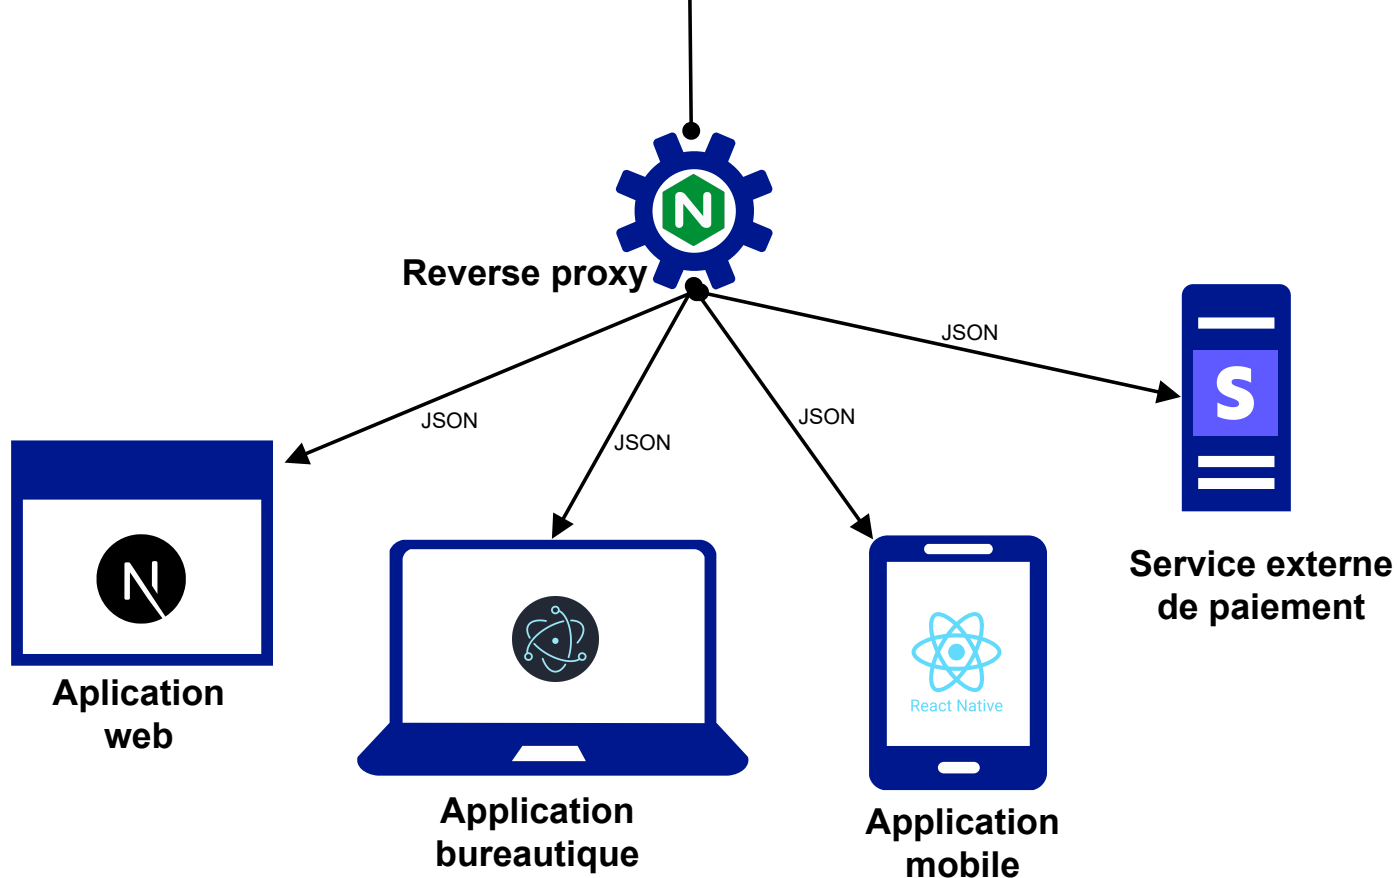 Reverse proxy
JSON
JSON
JSON
JSON
S
Service externe
de paiement
Aplication
web
React Native
Application
bureautique
Application
mobile